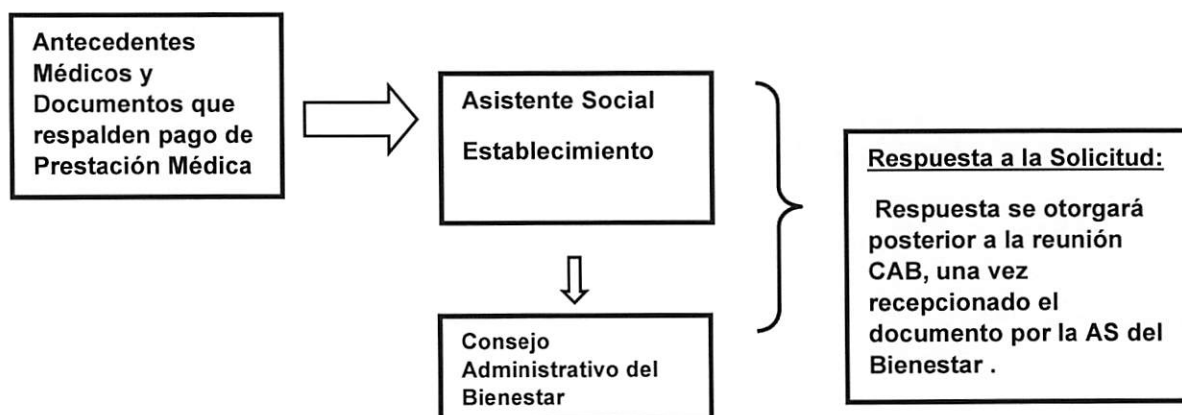 Antecedentes
Médicos y
Documentos que
respalden pago de
Prestación Médica
Asistente Social
Establecimiento
Consejo
Administrativo del
Bienestar
Respuesta a la Solicitud:
Respuesta se otorgará
posterior a la reunión
CAB, una vez
recepcionado el
documento por la AS del
Bienestar .